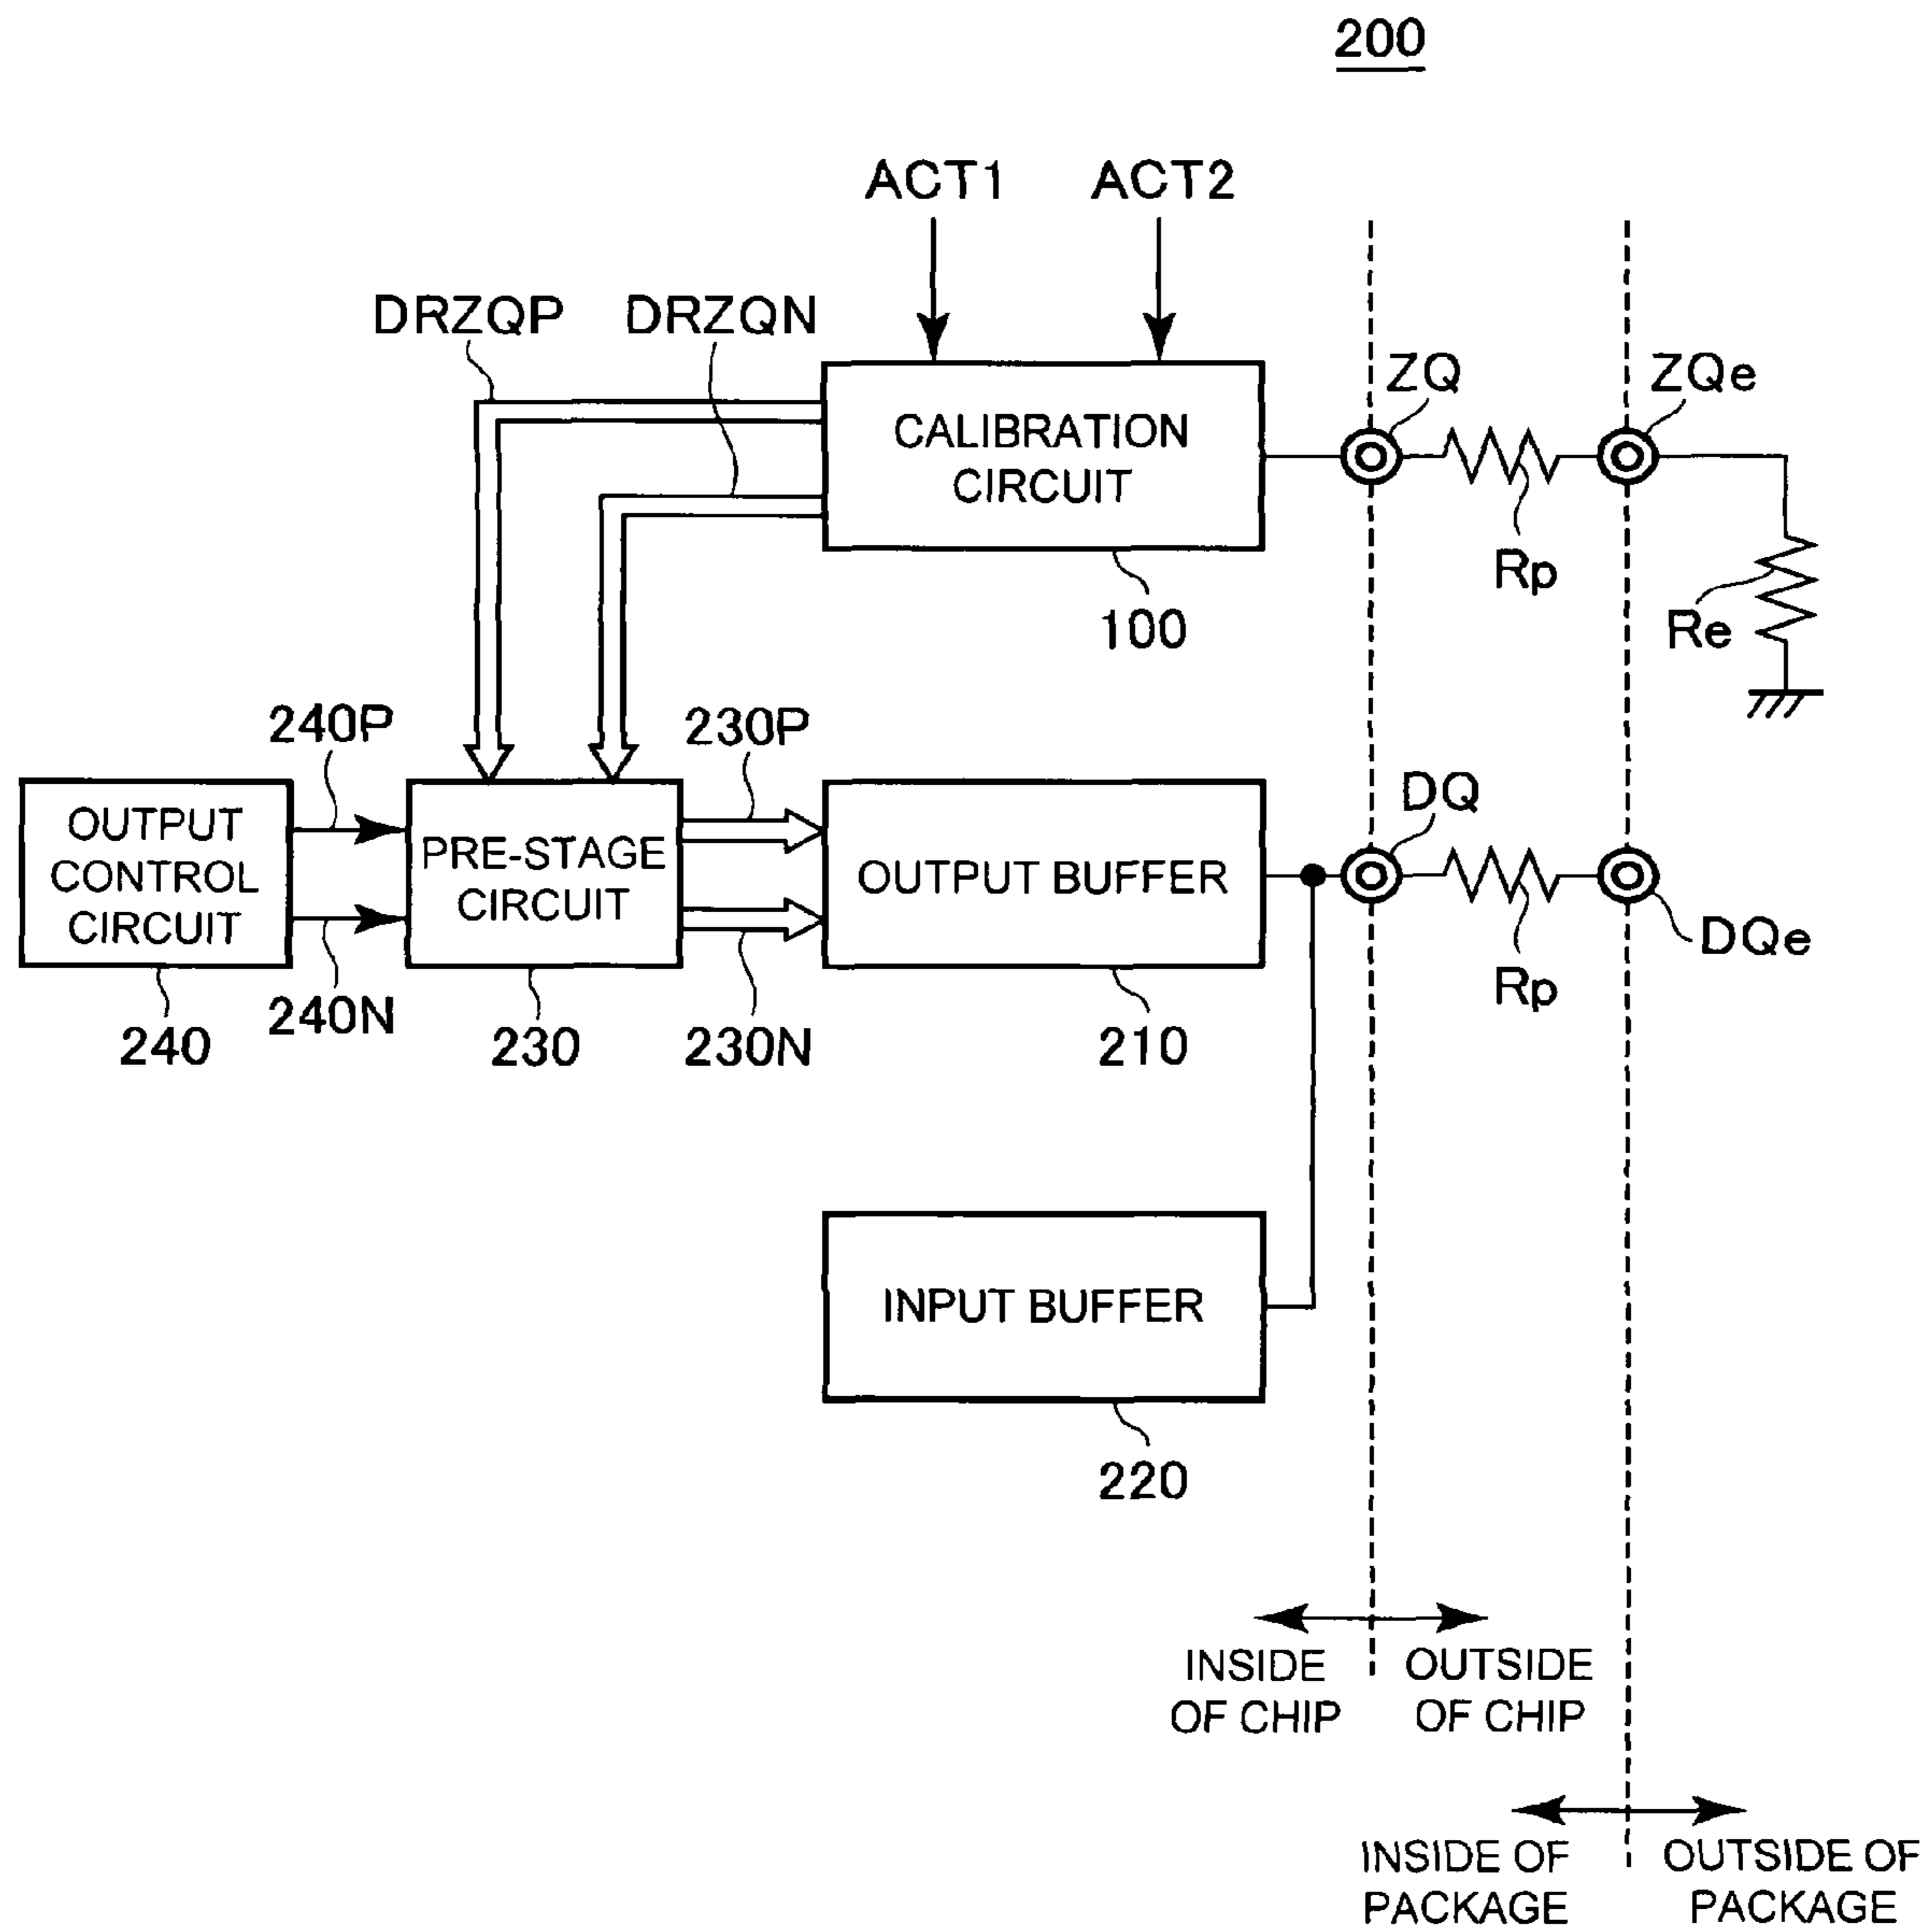 200
ACT1 ACT2
DRZQP DRZQN
ZQ ZQe
CALIBRATION
CIRCUIT
Rp
Re
100
240P 230P
DQ
OUTPUT
CONTROL
CIRCUIT
PRE-STAGE
CIRCUIT
OUTPUT BUFFER
DQe
Rp
240N
240 230 230N 210
INPUT BUFFER
220
INSIDE
OF CHIP
OUTSIDE
OF CHIP
INSIDE OF
PACKAGE
OUTSIDE OF
PACKAGE